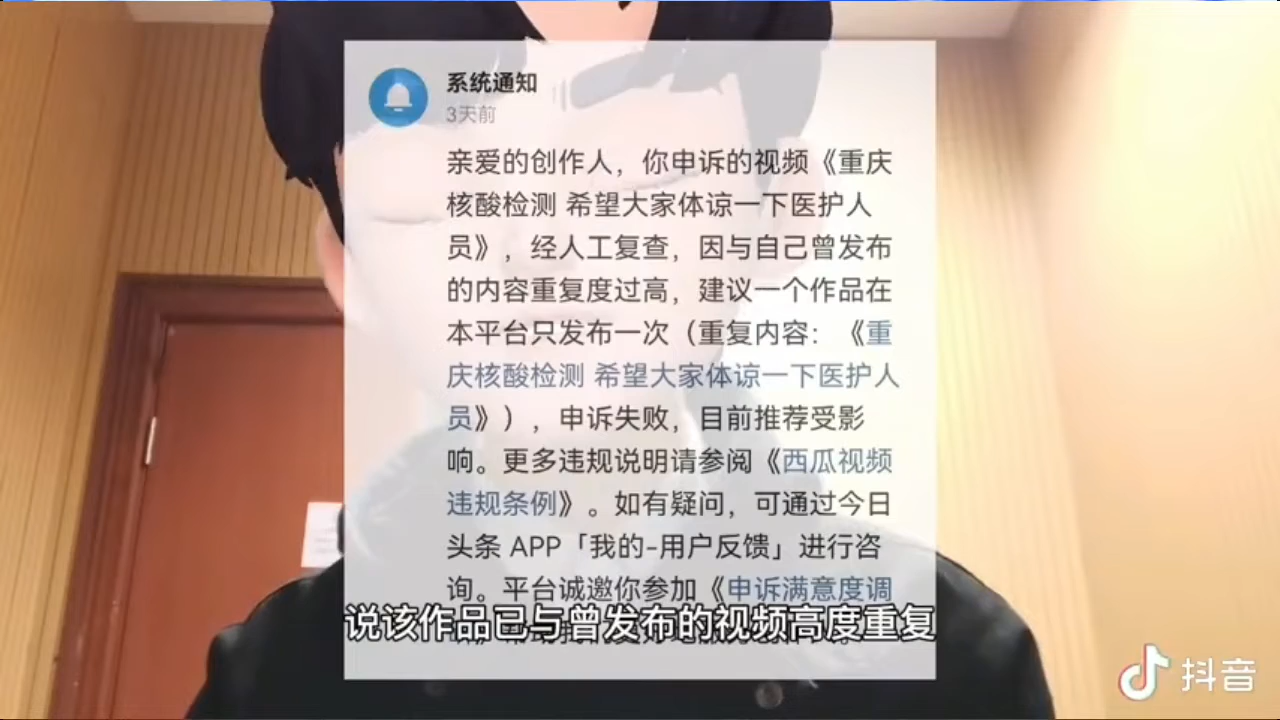 系统通知
3天前
亲爱的创作人，你申诉的视频《重庆
核酸检测 希望大家体谅一下医护人
员》，经人工复查，因与自己曾发布
的内容重复度过高，建议一个作品在
本平台只发布一次（重复内容：《重
庆核酸检测 希望大家体谅一下医护人
员》），申诉失败，目前推荐受影
响。更多违规说明请参阅《西瓜视频
违规条例》。如有疑问，可通过今日
头条 APP「我的-用户反馈」进行咨
询。平台诚邀你参加《申诉满意度调
说该作品已与曾发布的视频高度重复
抖音